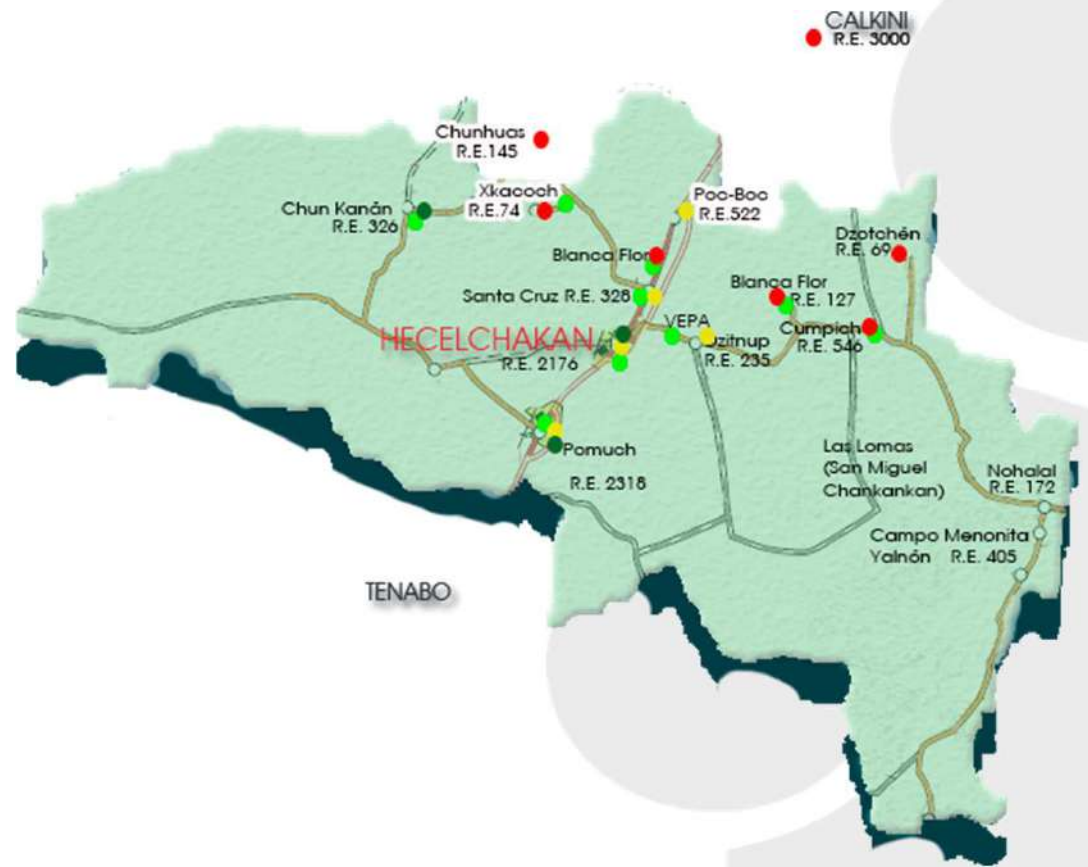 CALKINI
R.E. 3000
Chunhuas
R.E.145
Xkacoch
R.E.74
Poc-Boc
R.E.522
Chun Kanán
R.E. 326
Dzotchén
R.E. 69
Blanca Flor
Blanca Flor
R.E. 127
Santa Cruz R.E. 328
VEPA
Cumpich
R.E. 546
HECELCHAKAN
R.E. 2176
Dzitnup
R.E. 235
Pomuch
R.E. 2318
Las Lomas
(San Miguel
Chankankan)
Nohalal
R.E. 172
Campo Menonita
Yalnón R.E. 405
TENABO